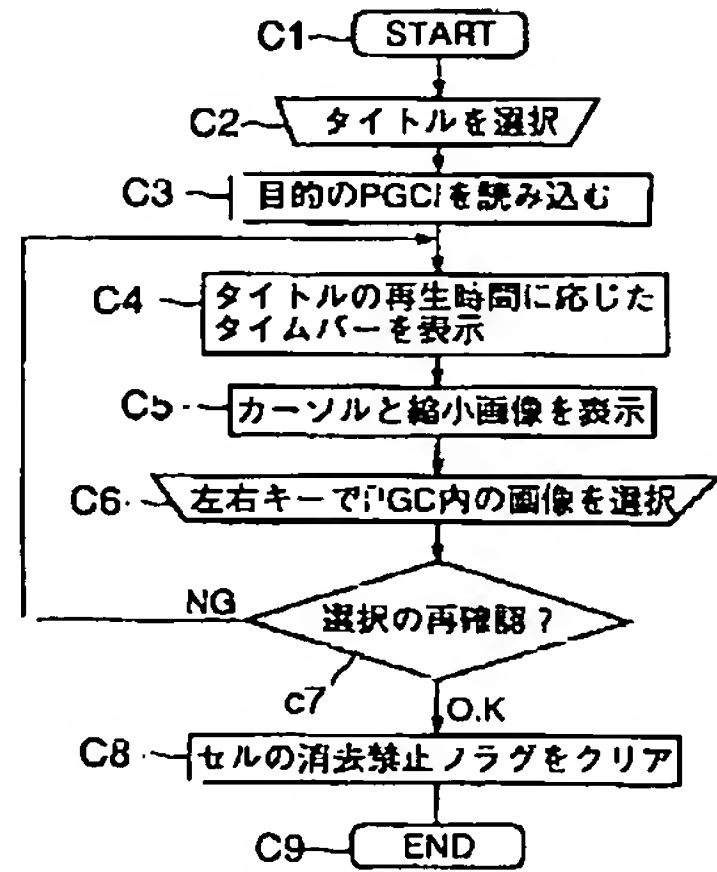 C1 START
C2 タイトルを選択
C3 目的のPGCIを読み込む
C4 タイトルの再生時間に応じた
タイムバーを表示
C5 カーソルと縮小画像を表示
C6 左右キーでPGC内の画像を選択
NG 選択の再確認?
c7
O.K
C8 セルの消去禁止フラグをクリア
C9 END